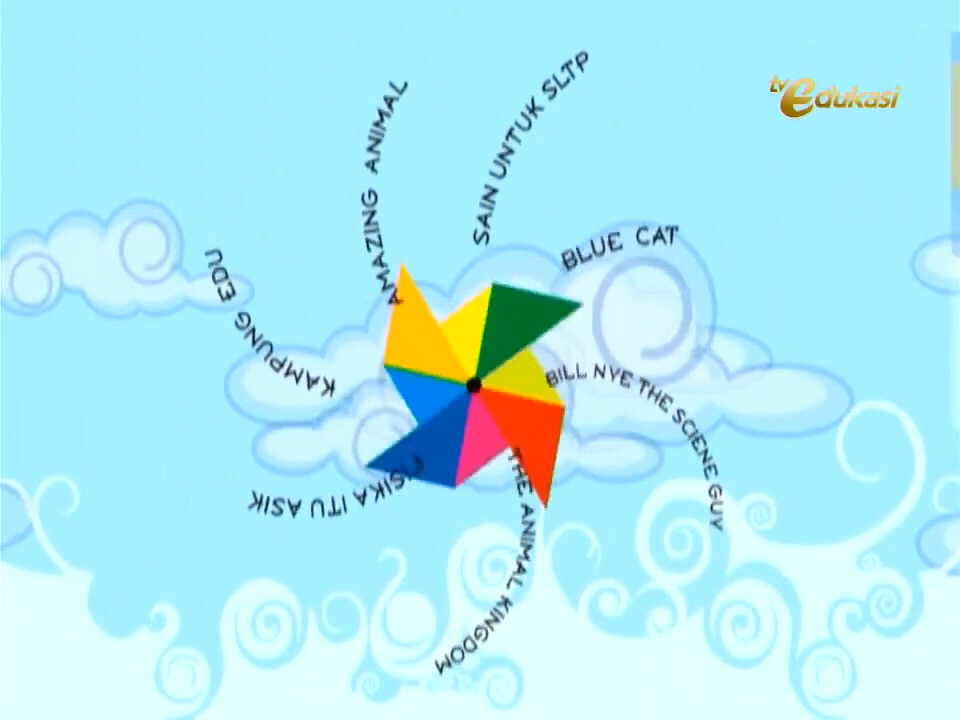 tv Edukasi
AMAZING ANIMAL
SAIN UNTUK SLTP
BLUE CAT
BILL NYE THE SCIENE GUY
THE ANIMAL KINGDOM
FISIKA ITU ASIK
KAMPUNG EDU